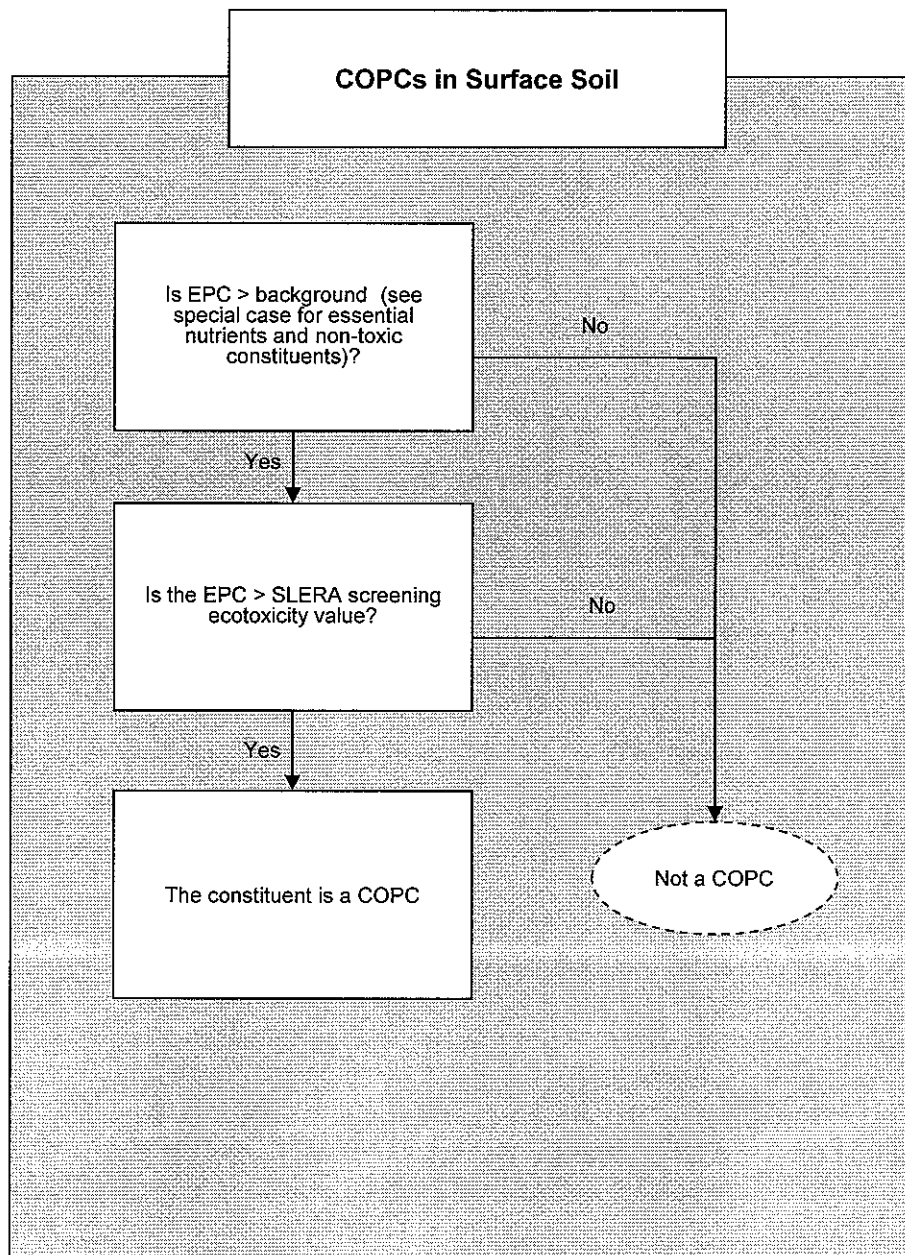 COPCs in Surface Soil
Is EPC > background (see
special case for essential
nutrients and non-toxic
constituents)?
No
Yes
Is the EPC > SLERA screening
ecotoxicity value?
No
Yes
The constituent is a COPC
Not a COPC